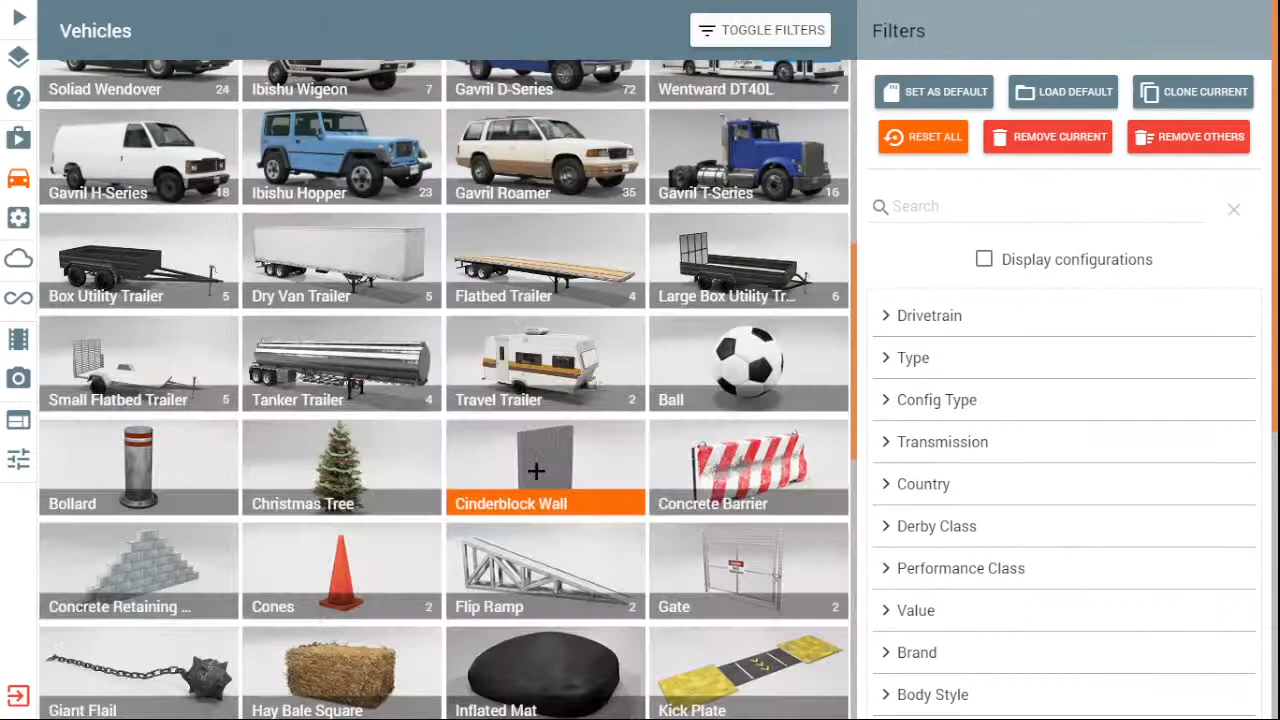 Vehicles
TOGGLE FILTERS
Filters
Soliad Wendover 24
Ibishu Wigeon 7
Gavril D-Series 72
Wentward DT40L 7
SET AS DEFAULT
LOAD DEFAULT
CLONE CURRENT
RESET ALL
REMOVE CURRENT
REMOVE OTHERS
Gavril H-Series 18
Ibishu Hopper 23
Gavril Roamer 35
Gavril T-Series 16
Search
Display configurations
Box Utility Trailer 5
Dry Van Trailer 5
Flatbed Trailer 4
Large Box Utility Tr... 6
Small Flatbed Trailer 5
Tanker Trailer 4
Travel Trailer 2
Ball
Bollard
Christmas Tree
Cinderblock Wall
Concrete Barrier
Concrete Retaining ...
Cones 2
Flip Ramp 2
Gate 2
Giant Flail
Hay Bale Square
Inflated Mat
Kick Plate
Drivetrain
Type
Config Type
Transmission
Country
Derby Class
Performance Class
Value
Brand
Body Style